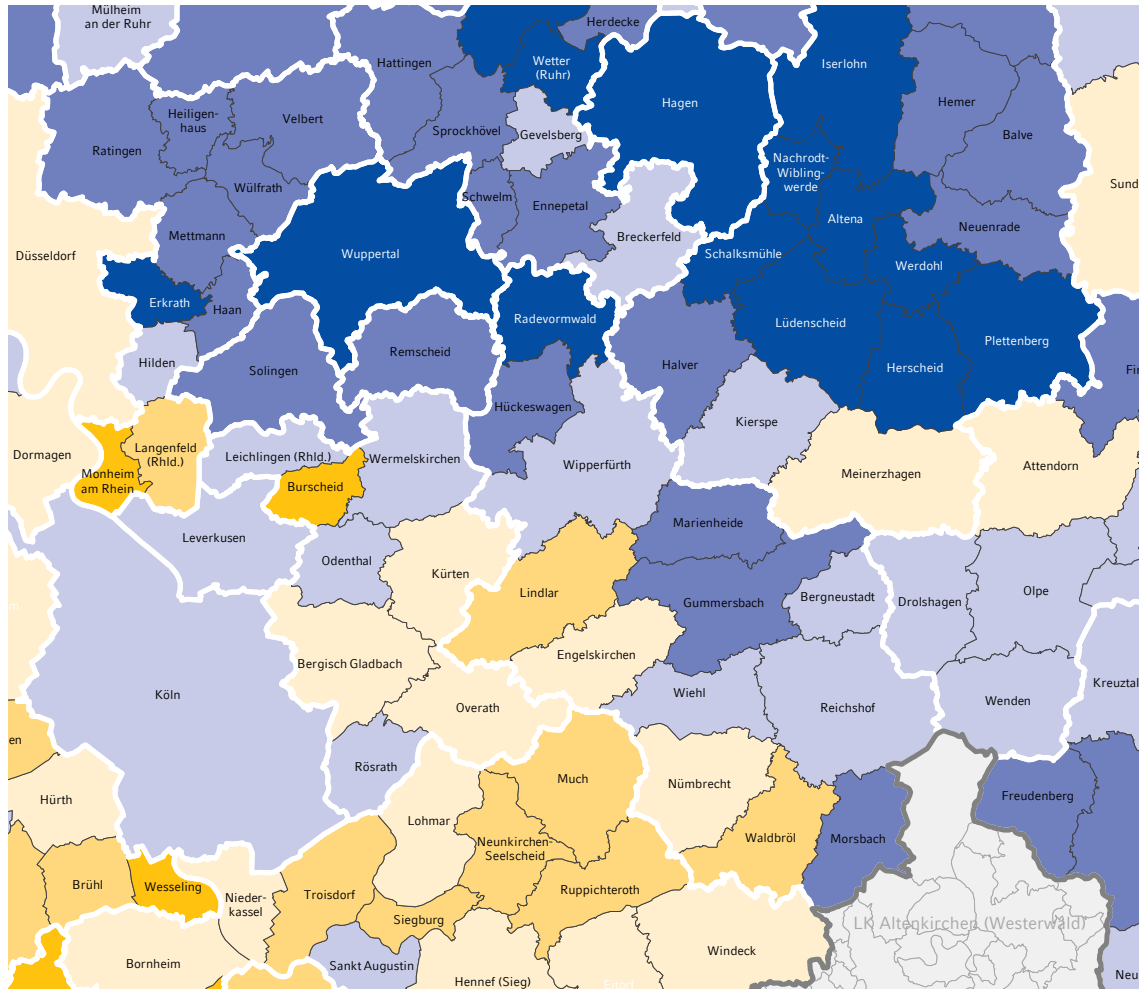 Mülheim
an der Ruhr
Herdecke
Hattingen
Wetter
(Ruhr)
Iserlohn
Hagen
Hemer
Heiligen-
haus
Velbert
Sprockhövel
Gevelsberg
Balve
Ratingen
Nachrodt-
Wibling-
werde
Wülfrath
Schwelm
Ennepetal
Sund
Altena
Mettmann
Breckerfeld
Neuenrade
Düsseldorf
Wuppertal
Schalksmühle
Werdohl
Erkrath
Haan
Radevormwald
Lüdenscheid
Plettenberg
Hilden
Remscheid
Solingen
Halver
Herscheid
Fin
Hückeswagen
Kierspe
Dormagen
Langenfeld
(Rhld.)
Leichlingen (Rhld.)
Wermelskirchen
Wipperfürth
Meinerzhagen
Attendorn
Monheim
am Rhein
Burscheid
Marienheide
Leverkusen
Odenthal
Kürten
Lindlar
Gummersbach
Bergneustadt
Drolshagen
Olpe
Bergisch Gladbach
Engelskirchen
Köln
Wiehl
Kreuztal
Overath
Reichshof
Wenden
en
Rösrath
Much
Nümbrecht
Hürth
Freudenberg
Lohmar
Neunkirchen-
Seelscheid
Waldbröl
Morsbach
Brühl
Wesseling
Nieder-
kassel
Troisdorf
Ruppichteroth
Siegburg
LK Altenkirchen (Westerwald)
Windeck
Bornheim
Sankt Augustin
Neu
Hennef (Sieg)
Eitorf